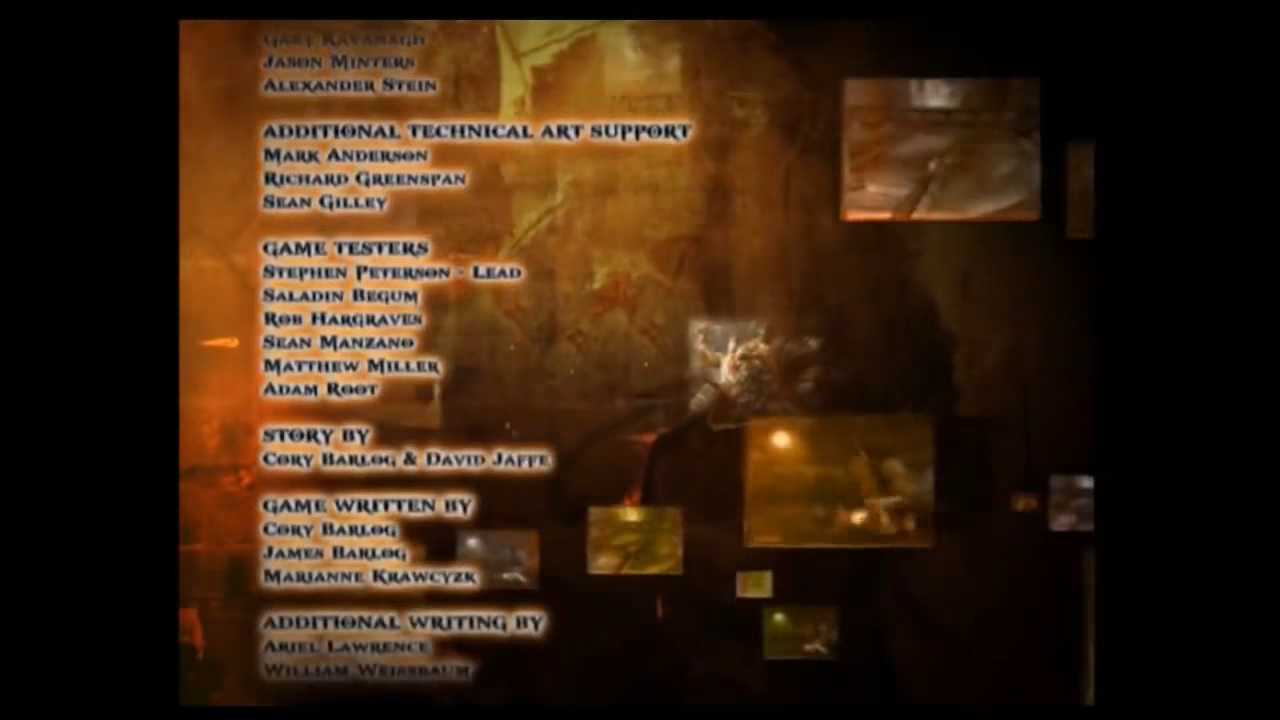 Gary Kavanagh
Jason Minters
Alexander Stein
ADDITIONAL TECHNICAL ART SUPPORT
Mark Anderson
Richard Greenspan
Sean Gilley
GAME TESTERS
Stephen Peterson - Lead
Saladin Begum
Rob Hargraves
Sean Manzano
Matthew Miller
Adam Root
STORY BY
Cory Barlog & David Jaffe
GAME WRITTEN BY
Cory Barlog
James Barlog
Marianne Krawcyzk
ADDITIONAL WRITING BY
Ariel Lawrence
William Weissbaum